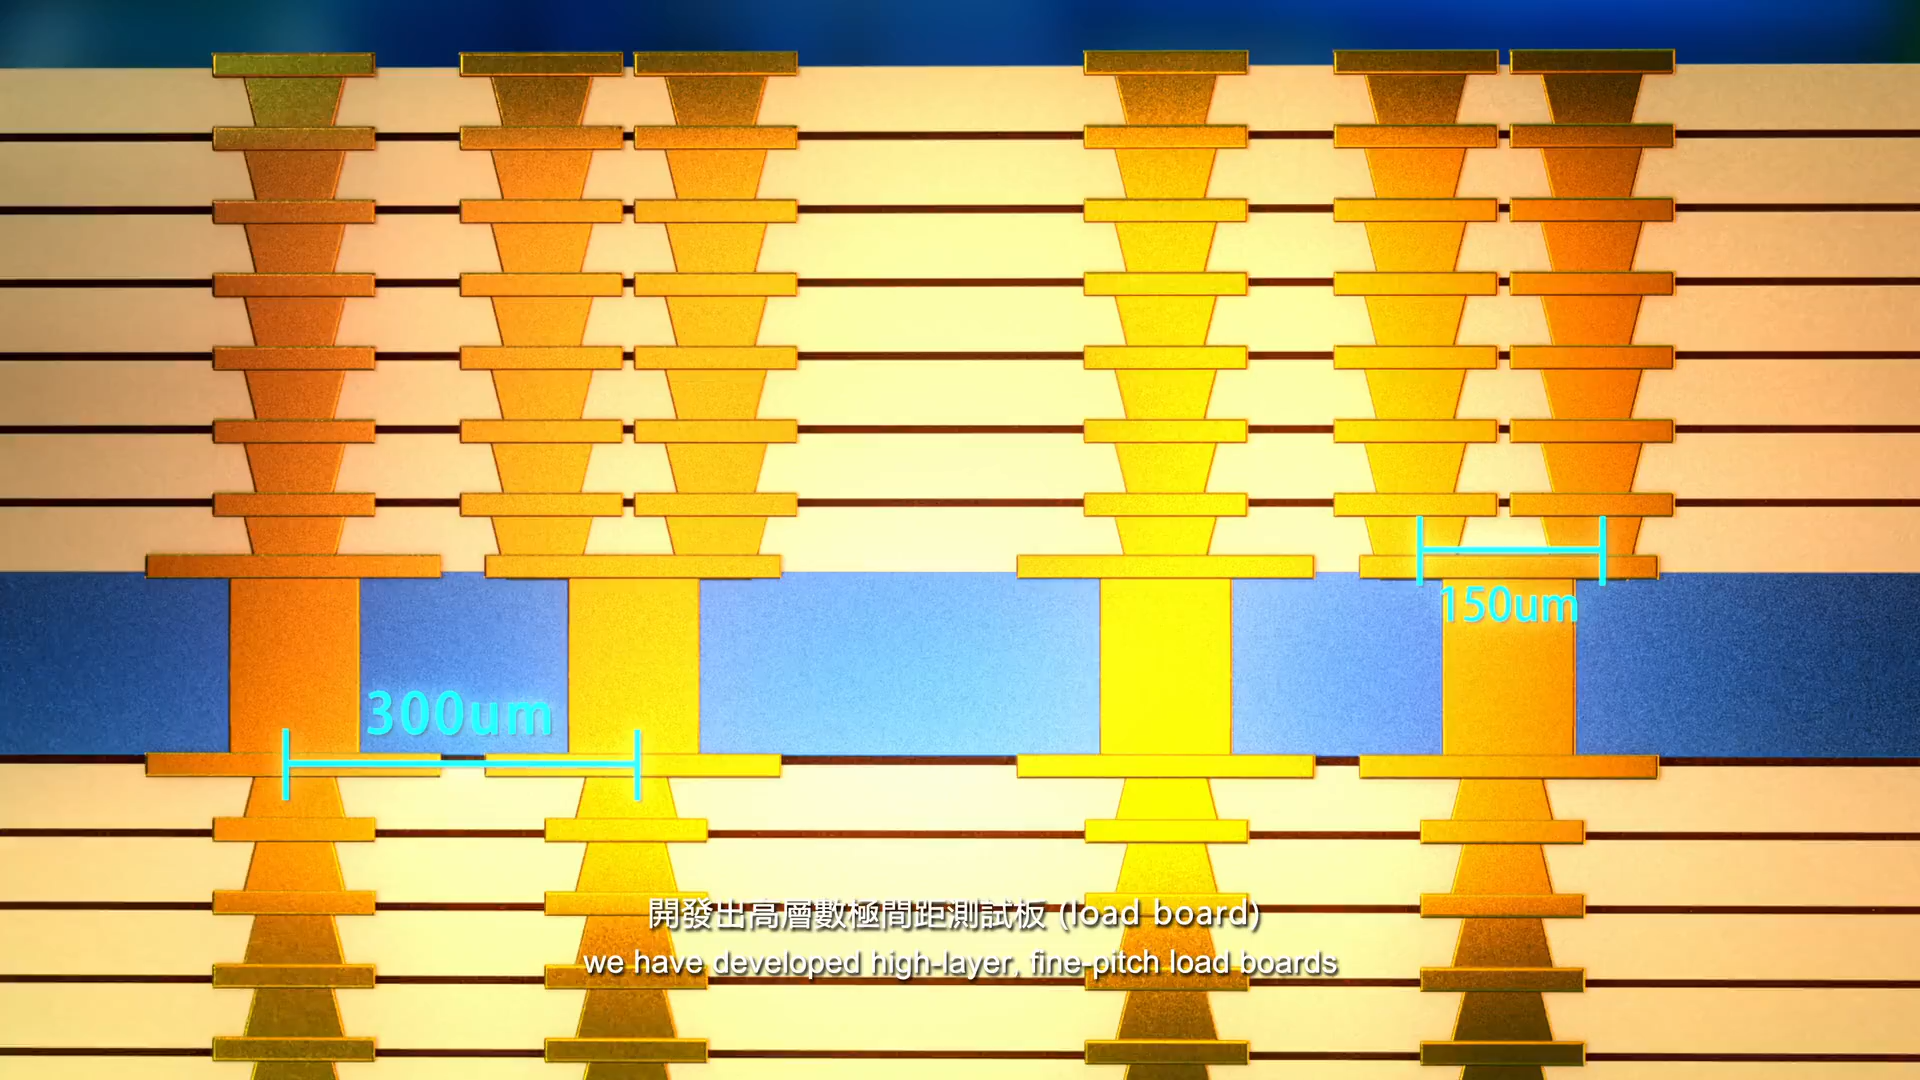 150um
300um
開發出高層數極間距測試板 (load board)
we have developed high-layer, fine-pitch load boards